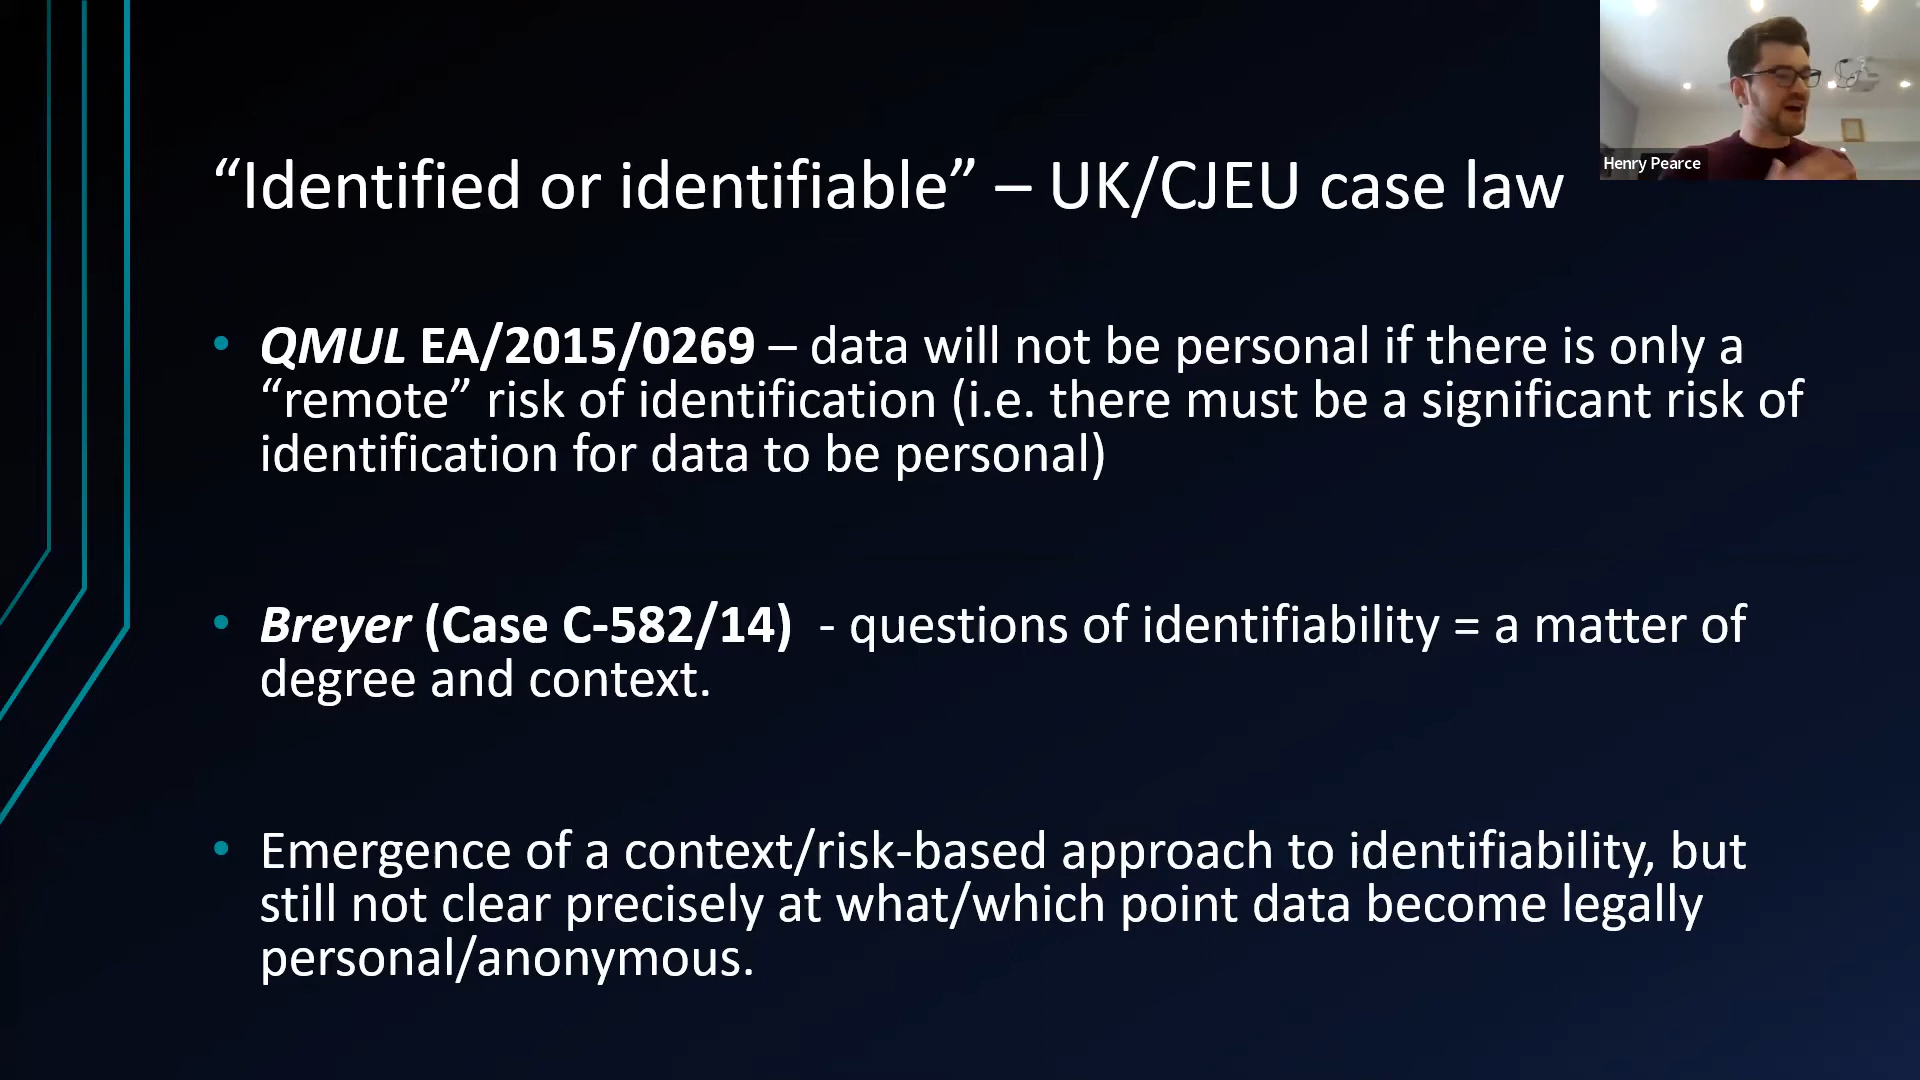 Henry Pearce
“Identified or identifiable” – UK/CJEU case law
• QMUL EA/2015/0269 – data will not be personal if there is only a
“remote” risk of identification (i.e. there must be a significant risk of
identification for data to be personal)
• Breyer (Case C-582/14)  - questions of identifiability = a matter of
degree and context.
• Emergence of a context/risk-based approach to identifiability, but
still not clear precisely at what/which point data become legally
personal/anonymous.